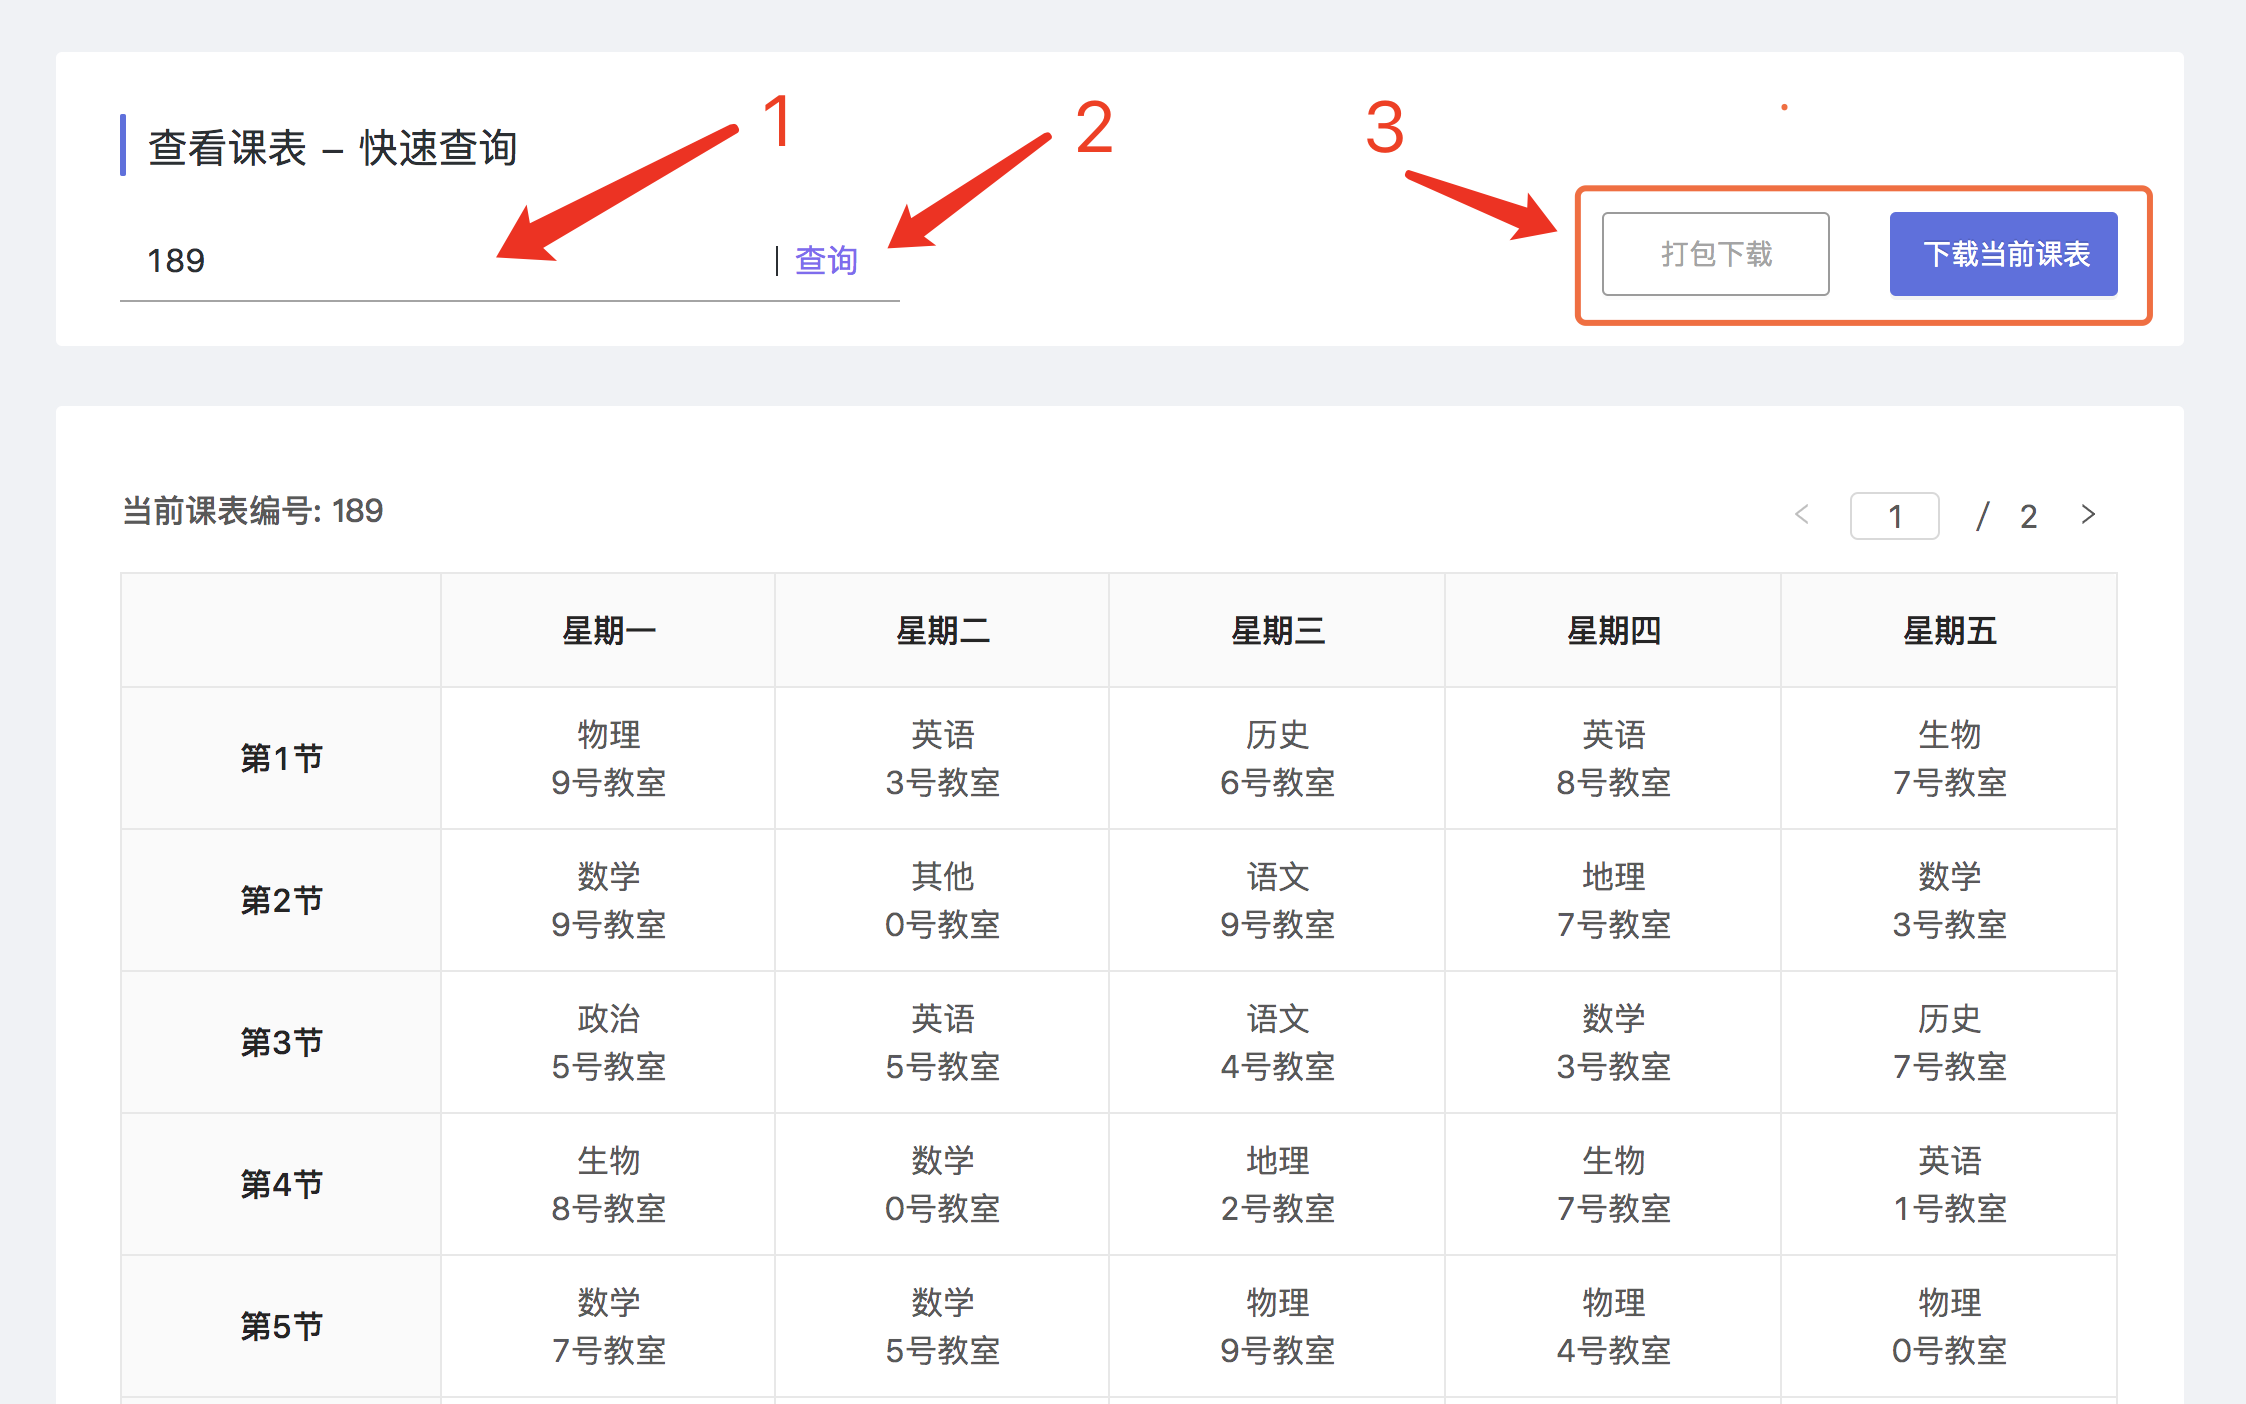 1 2 3
查看课表 – 快速查询
189 | 查询 打包下载 下载当前课表
当前课表编号: 189 < 1 / 2 >
星期一 星期二 星期三 星期四 星期五
物理 英语 历史 英语 生物
第1节
9号教室 3号教室 6号教室 8号教室 7号教室
数学 其他 语文 地理 数学
第2节
9号教室 0号教室 9号教室 7号教室 3号教室
政治 英语 语文 数学 历史
第3节
5号教室 5号教室 4号教室 3号教室 7号教室
生物 数学 地理 生物 英语
第4节
8号教室 0号教室 2号教室 7号教室 1号教室
数学 数学 物理 物理 物理
第5节
7号教室 5号教室 9号教室 4号教室 0号教室